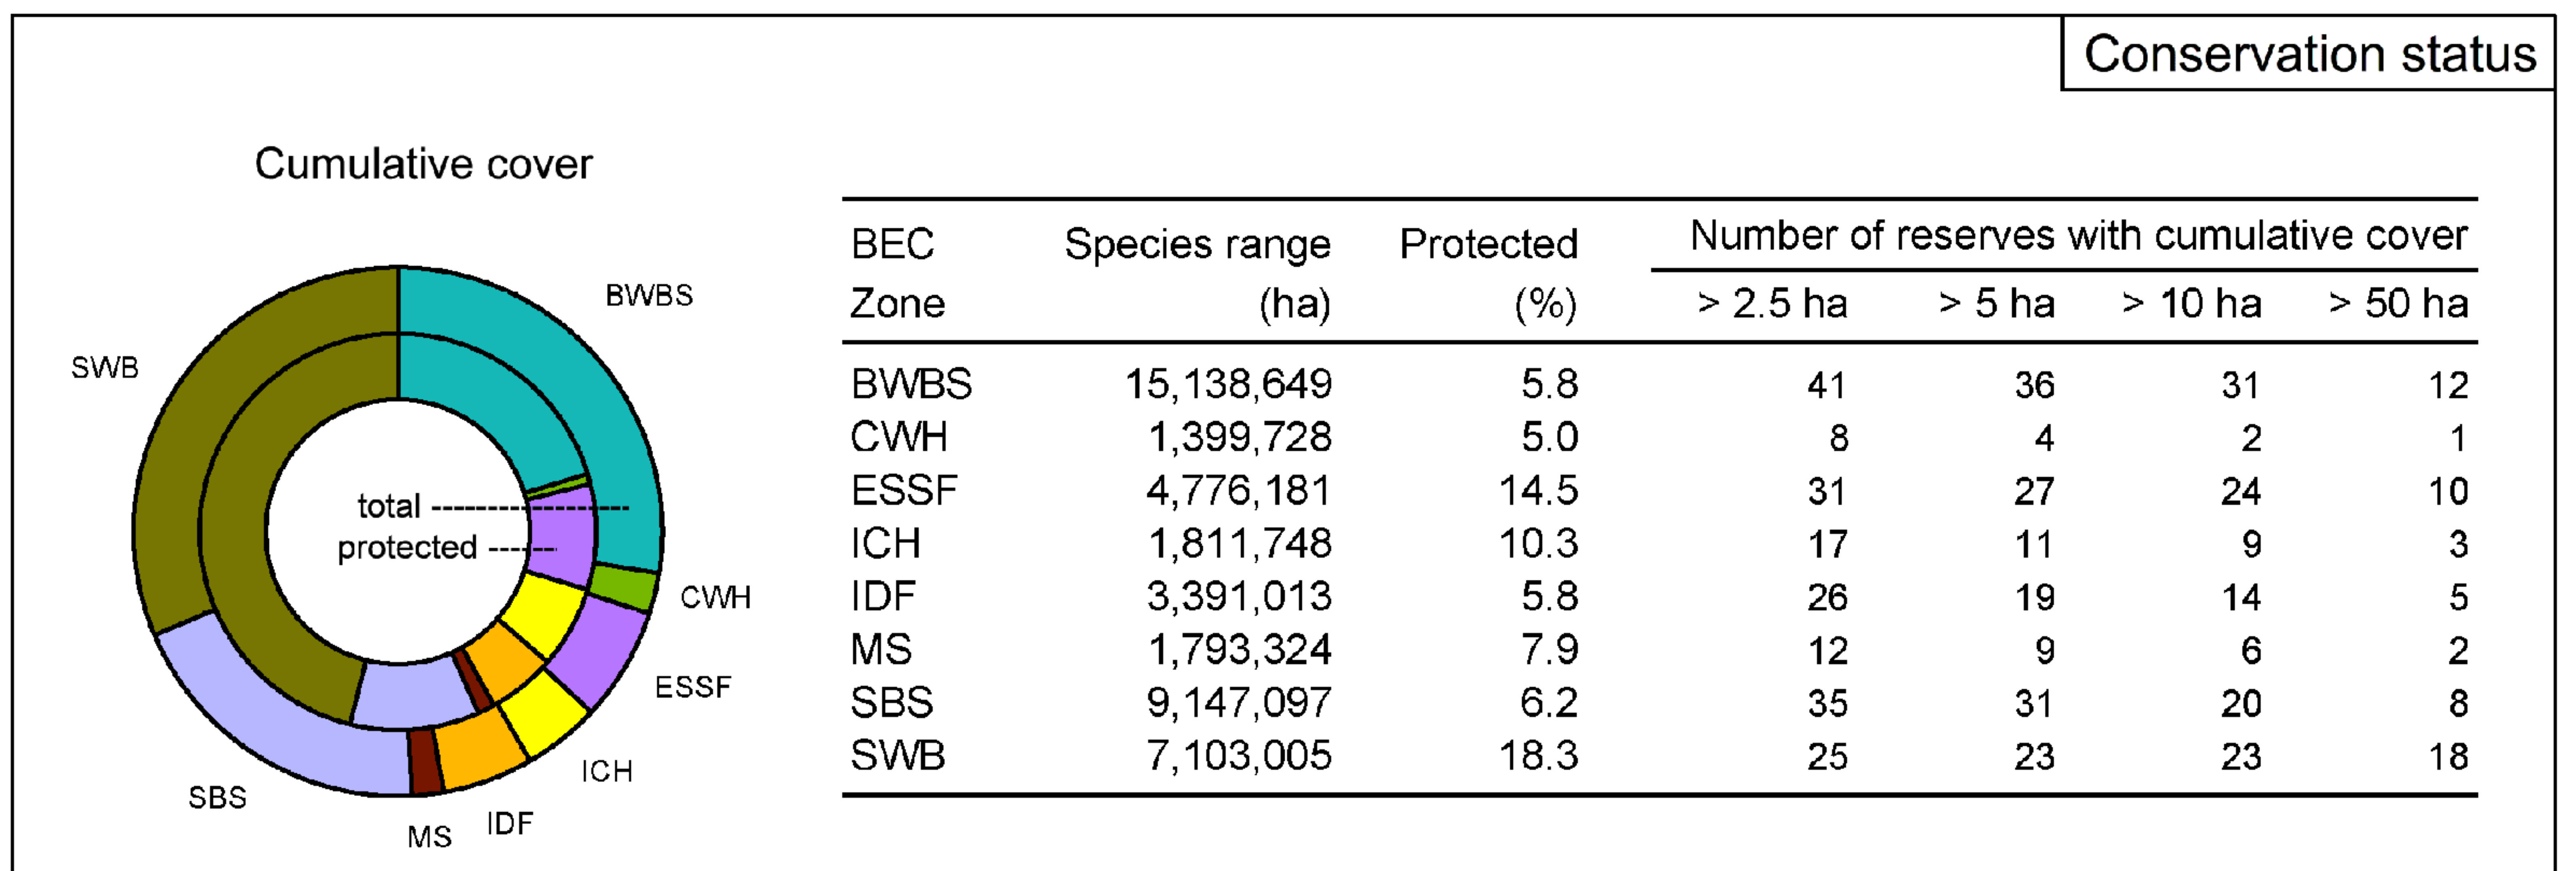 Conservation status
Cumulative cover
BWBS
SWB
total
protected
CWH
ESSF
ICH
SBS
IDF
MS
BEC Species range Protected Number of reserves with cumulative cover
Zone (ha) (%) > 2.5 ha > 5 ha > 10 ha > 50 ha
BWBS 15,138,649 5.8 41 36 31 12
CWH 1,399,728 5.0 8 4 2 1
ESSF 4,776,181 14.5 31 27 24 10
ICH 1,811,748 10.3 17 11 9 3
IDF 3,391,013 5.8 26 19 14 5
MS 1,793,324 7.9 12 9 6 2
SBS 9,147,097 6.2 35 31 20 8
SWB 7,103,005 18.3 25 23 23 18